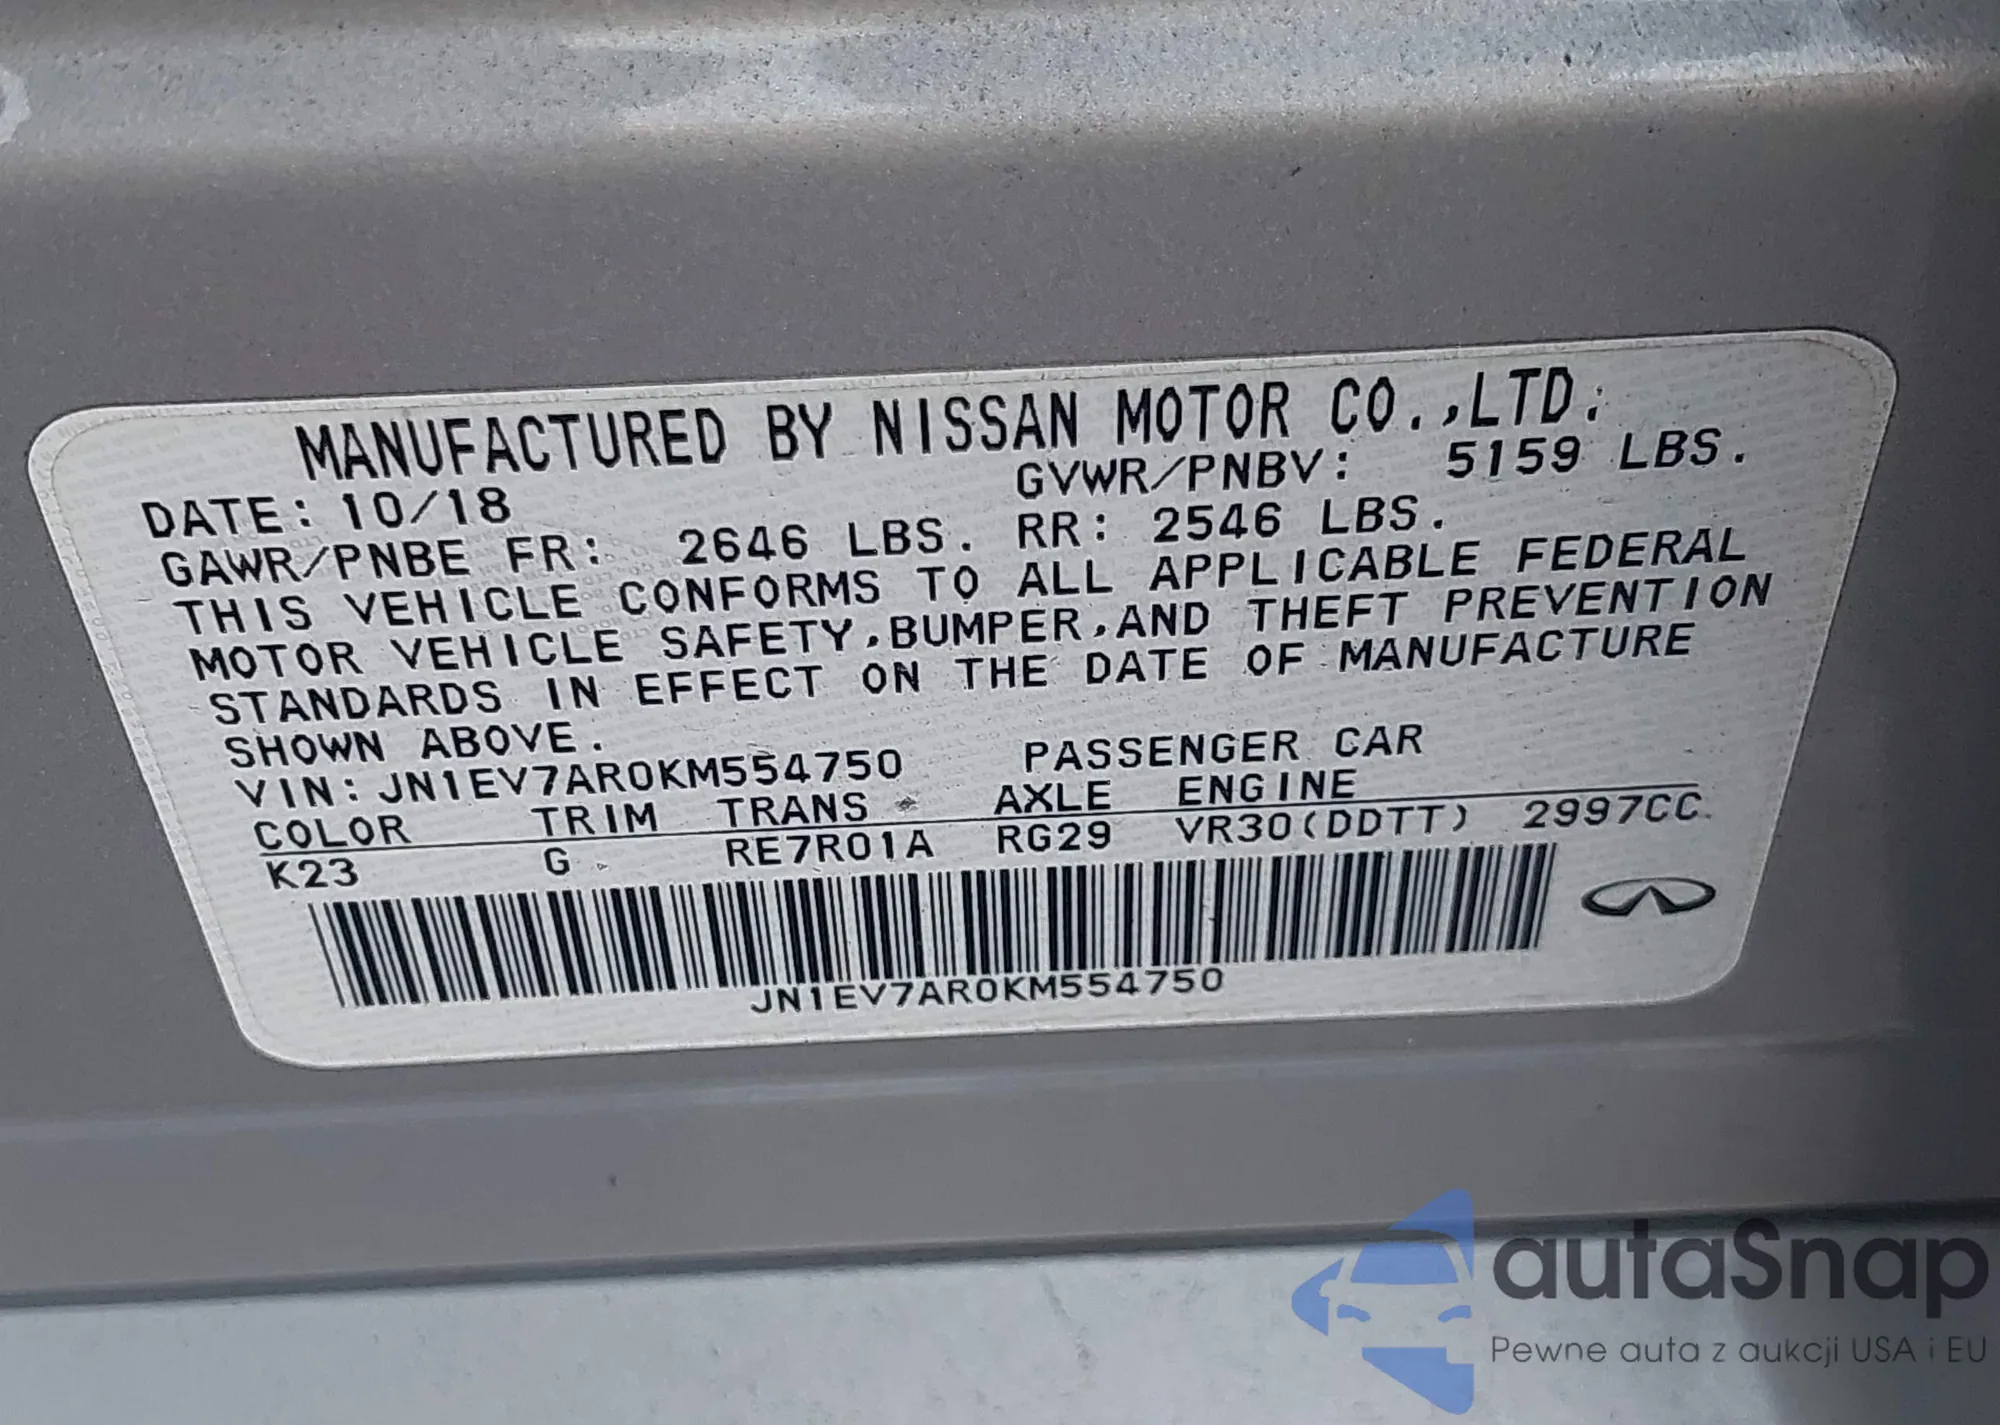 MANUFACTURED BY NISSAN MOTOR CO.,LTD.
DATE: 10/18 GVWR/PNBV: 5159 LBS.
GAWR/PNBE FR: 2646 LBS. RR: 2546 LBS.
THIS VEHICLE CONFORMS TO ALL APPLICABLE FEDERAL
MOTOR VEHICLE SAFETY,BUMPER,AND THEFT PREVENTION
STANDARDS IN EFFECT ON THE DATE OF MANUFACTURE
SHOWN ABOVE.
VIN: JN1EV7AR0KM554750 PASSENGER CAR
COLOR TRIM TRANS AXLE ENGINE
K23 G RE7R01A RG29 VR30(DDTT) 2997CC
JN1EV7AR0KM554750
autaSnap
Pewne auta z aukcji USA i EU